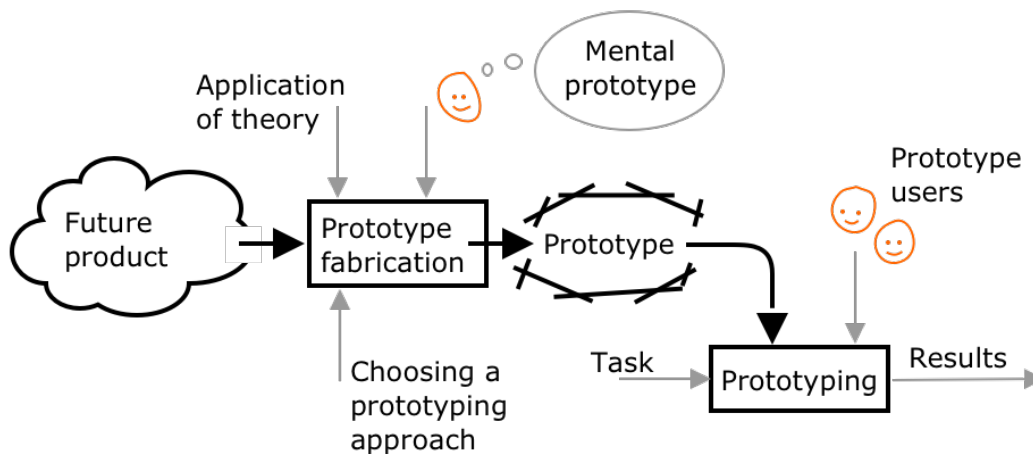 Mental
prototype
Application
of theory
Prototype
users
Future
product
Prototype
fabrication
Prototype
Choosing a
prototyping
approach
Task
Prototyping
Results